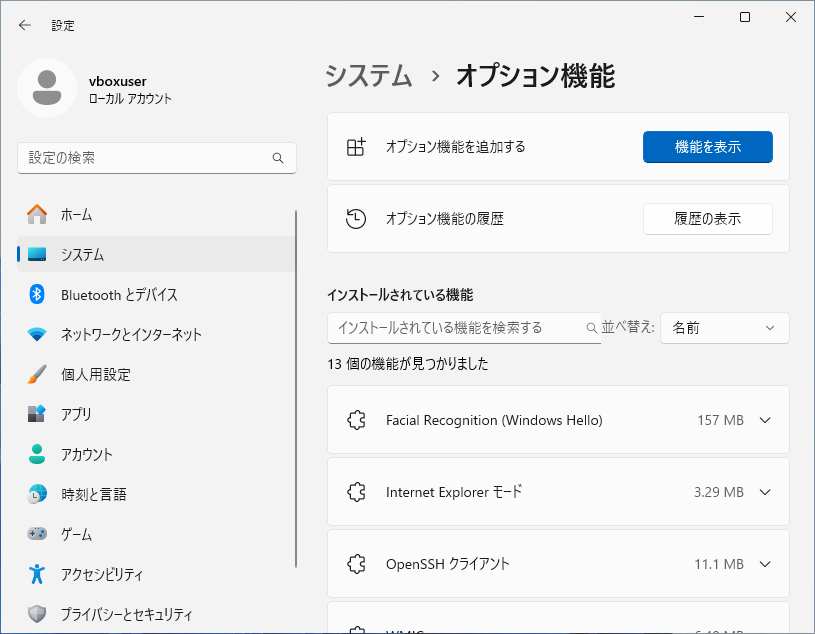 設定
vboxuser
ローカル アカウント
設定の検索
ホーム
システム
Bluetooth とデバイス
ネットワークとインターネット
個人用設定
アプリ
アカウント
時刻と言語
ゲーム
アクセシビリティ
プライバシーとセキュリティ
システム › オプション機能
オプション機能を追加する 機能を表示
オプション機能の履歴 履歴の表示
インストールされている機能
インストールされている機能を検索する 並べ替え: 名前
13 個の機能が見つかりました
Facial Recognition (Windows Hello) 157 MB
Internet Explorer モード 3.29 MB
OpenSSH クライアント 11.1 MB
WMIC